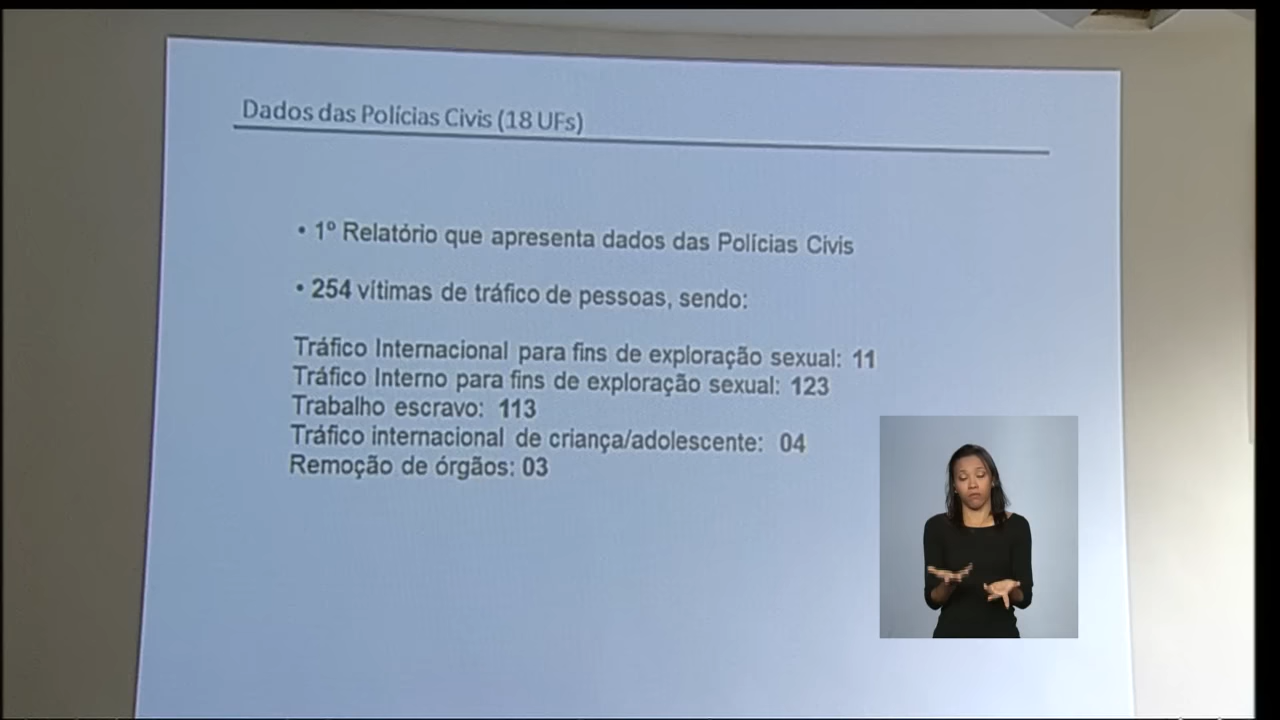 Dados das Polícias Civis (18 UFs)
• 1º Relatório que apresenta dados das Polícias Civis
• 254 vítimas de tráfico de pessoas, sendo:
Tráfico Internacional para fins de exploração sexual: 11
Tráfico Interno para fins de exploração sexual: 123
Trabalho escravo: 113
Tráfico internacional de criança/adolescente: 04
Remoção de órgãos: 03